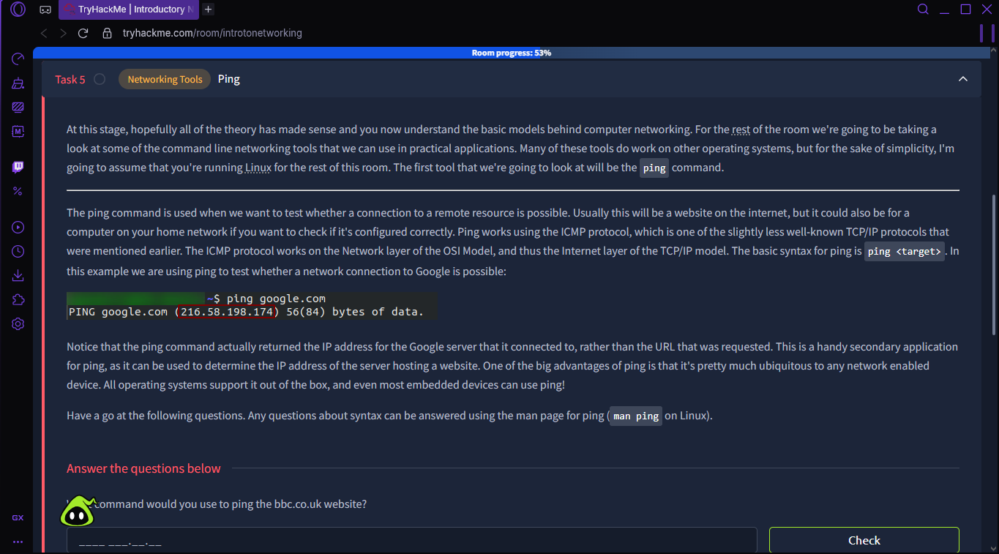 TryHackMe | Introductory N
tryhackme.com/room/introtonetworking
Room progress: 53%
Task 5 Networking Tools Ping
At this stage, hopefully all of the theory has made sense and you now understand the basic models behind computer networking. For the rest of the room we're going to be taking a
look at some of the command line networking tools that we can use in practical applications. Many of these tools do work on other operating systems, but for the sake of simplicity, I'm
going to assume that you're running Linux for the rest of this room. The first tool that we're going to look at will be the ping command.
The ping command is used when we want to test whether a connection to a remote resource is possible. Usually this will be a website on the internet, but it could also be for a
computer on your home network if you want to check if it's configured correctly. Ping works using the ICMP protocol, which is one of the slightly less well-known TCP/IP protocols that
were mentioned earlier. The ICMP protocol works on the Network layer of the OSI Model, and thus the Internet layer of the TCP/IP model. The basic syntax for ping is ping <target>. In
this example we are using ping to test whether a network connection to Google is possible:
~$ ping google.com
PING google.com (216.58.198.174) 56(84) bytes of data.
Notice that the ping command actually returned the IP address for the Google server that it connected to, rather than the URL that was requested. This is a handy secondary application
for ping, as it can be used to determine the IP address of the server hosting a website. One of the big advantages of ping is that it's pretty much ubiquitous to any network enabled
device. All operating systems support it out of the box, and even most embedded devices can use ping!
Have a go at the following questions. Any questions about syntax can be answered using the man page for ping (man ping on Linux).
Answer the questions below
command would you use to ping the bbc.co.uk website?
____ ___.__.__
Check
M
GX